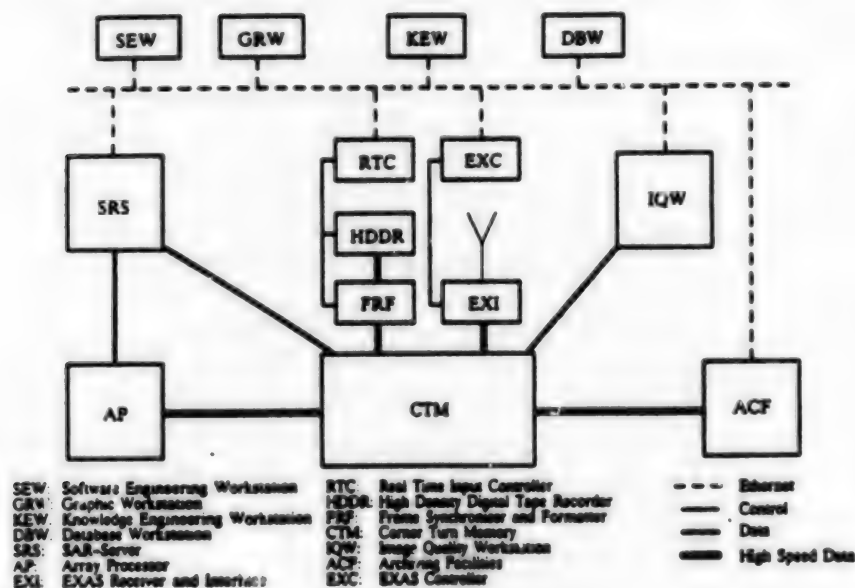 SEW GRW KEW DBW
RTC EXC
SRS IQW
HDDR
FRF EXI
AP CTM ACF
SEW: Software Engineering Workstation
GRW: Graphic Workstation
KEW: Knowledge Engineering Workstation
DBW: Database Workstation
SRS: SAR-Server
AP: Array Processor
EXI: EXAS Receiver and Interface
RTC: Real Time Input Controller
HDDR: High Density Digital Tape Recorder
FRF: Frame Synchronizer and Formatter
CTM: Corner Turn Memory
IQW: Image Quality Workstation
ACF: Archiving Facilities
EXC: EXAS Controller
Ethernet
Control
Data
High Speed Data